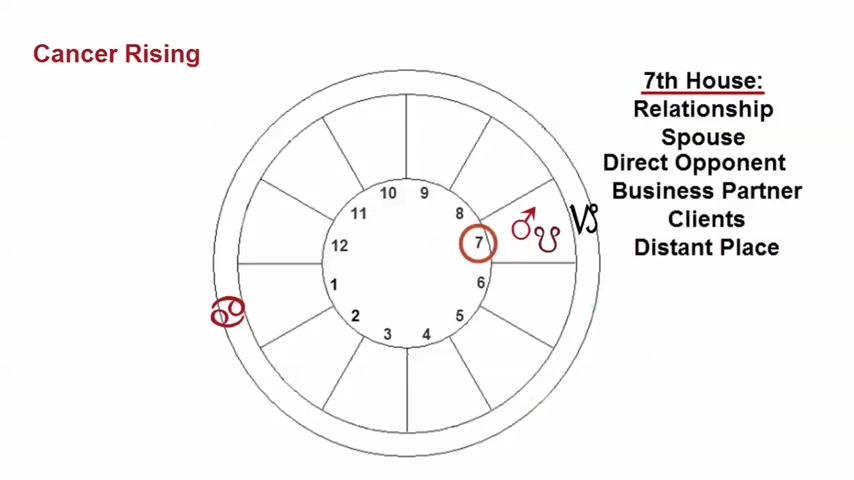 Cancer Rising
7th House:
Relationship
Spouse
Direct Opponent
Business Partner
Clients
Distant Place
10
9
11
8
12
7
1
6
2
5
3
4
♂
☋
♑
♋